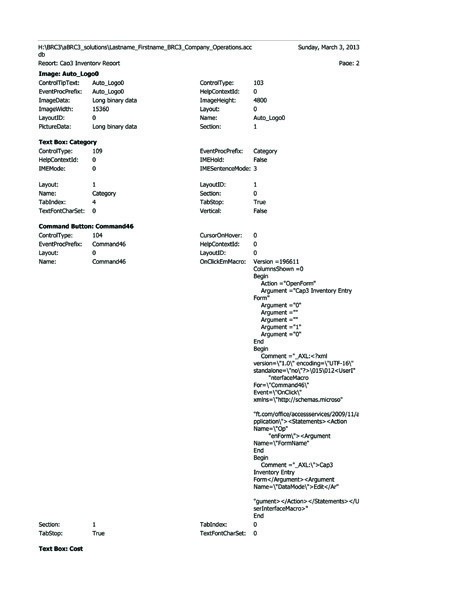 H:\BRC3\aBRC3_solutions\Lastname_Firstname_BRC3_Company_Operations.acc Sunday, March 3, 2013
db
Report: Cap3 Inventory Report Page: 2
Image: Auto_Logo0
ControlTipText: Auto_Logo0 ControlType: 103
EventProcPrefix: Auto_Logo0 HelpContextId: 0
ImageData: Long binary data ImageHeight: 4800
ImageWidth: 15360 Layout: 0
LayoutID: 0 Name: Auto_Logo0
PictureData: Long binary data Section: 1
Text Box: Category
ControlType: 109 EventProcPrefix: Category
HelpContextId: 0 IMEHold: False
IMEMode: 0 IMESentenceMode: 3
Layout: 1 LayoutID: 1
Name: Category Section: 0
TabIndex: 4 TabStop: True
TextFontCharSet: 0 Vertical: False
Command Button: Command46
ControlType: 104 CursorOnHover: 0
EventProcPrefix: Command46 HelpContextId: 0
Layout: 0 LayoutID: 0
Name: Command46 OnClickEmMacro: Version =196611
ColumnsShown =0
Begin
Action ="OpenForm"
Argument ="Cap3 Inventory Entry
Form"
Argument ="0"
Argument =""
Argument =""
Argument ="1"
Argument ="0"
End
Begin
Comment ="_AXL:<?xml
version=\"1.0\" encoding=\"UTF-16\"
standalone=\"no\"?>\015\012<UserI"
"nterfaceMacro
For=\"Command46\"
Event=\"OnClick\"
xmlns=\"http://schemas.microso"
"ft.com/office/accessservices/2009/11/a
pplication\"><Statements><Action
Name=\"Op"
"enForm\"><Argument
Name=\"FormName"
End
Begin
Comment ="_AXL:\">Cap3
Inventory Entry
Form</Argument><Argument
Name=\"DataMode\">Edit</Ar"
"gument></Action></Statements></U
serInterfaceMacro>"
End
Section: 1 TabIndex: 0
TabStop: True TextFontCharSet: 0
Text Box: Cost